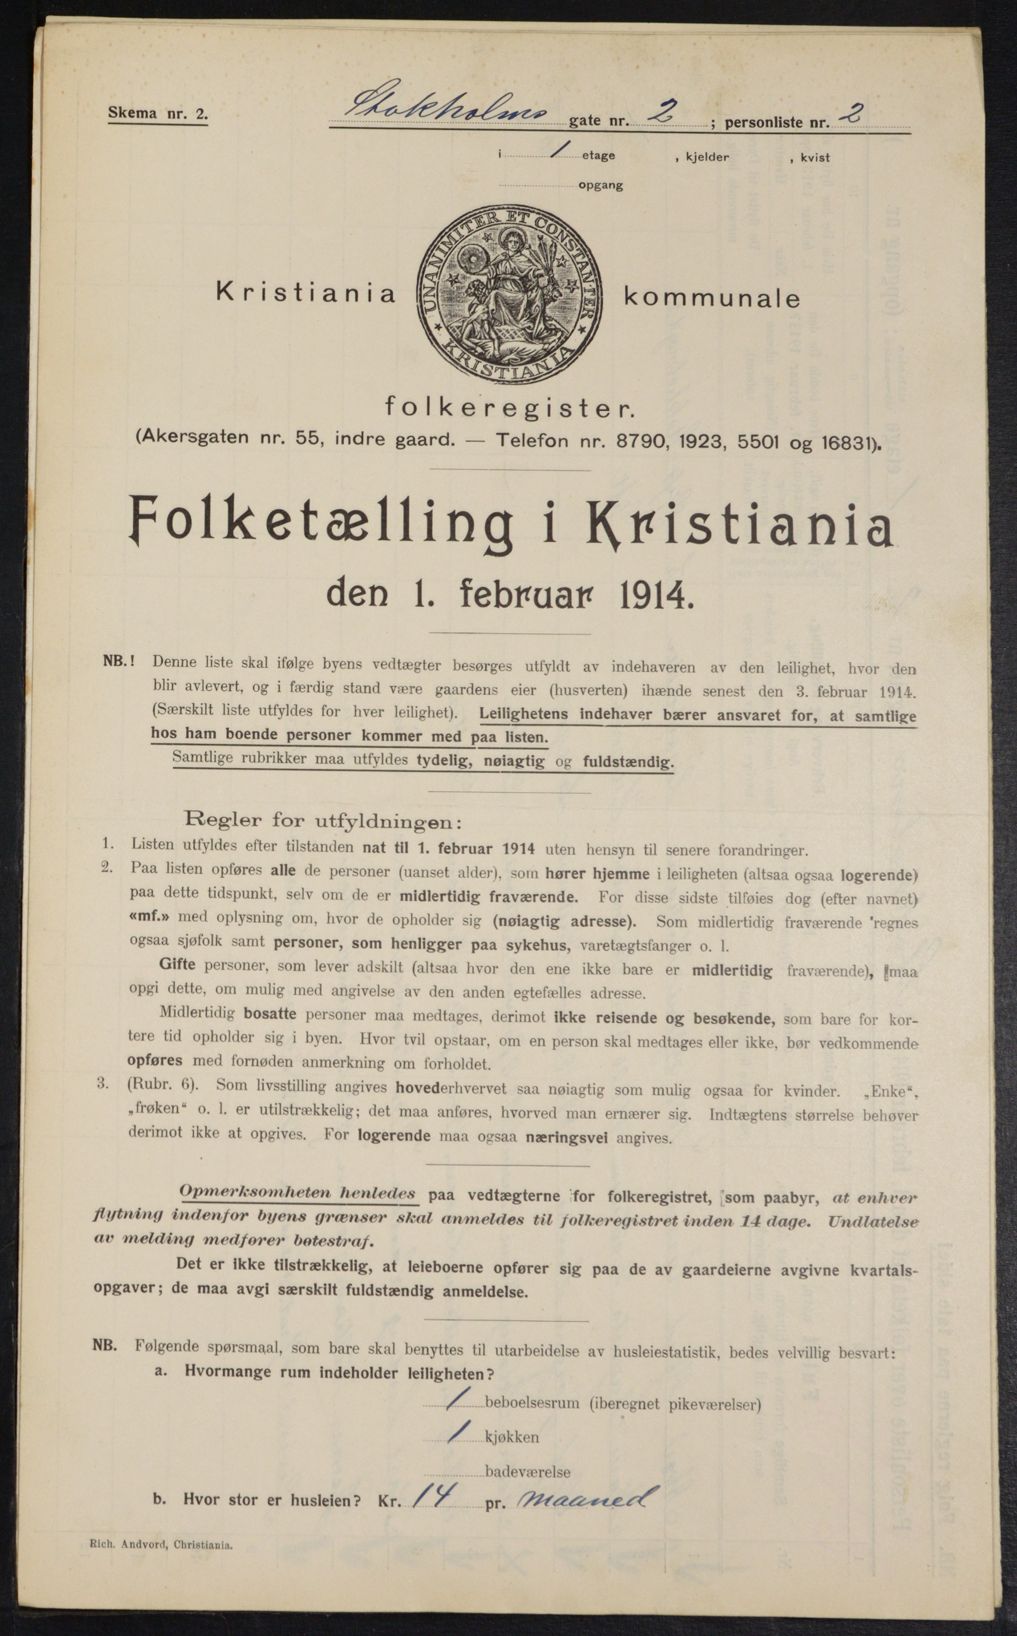 Skema nr. 2.
Stokholms gate nr. 2 ; personliste nr. 2
i 1 etage , kjelder , kvist
opgang
UNANIMITER ET CONSTANTER
KRISTIANIA
Kristiania kommunale
folkeregister.
(Akersgaten nr. 55, indre gaard. — Telefon nr. 8790, 1923, 5501 og 16831).
Folketælling i Kristiania
den 1. februar 1914.
NB.! Denne liste skal ifølge byens vedtægter besørges utfyldt av indehaveren av den leilighet, hvor den
blir avlevert, og i færdig stand være gaardens eier (husverten) ihænde senest den 3. februar 1914.
(Særskilt liste utfyldes for hver leilighet). Leilighetens indehaver bærer ansvaret for, at samtlige
hos ham boende personer kommer med paa listen.
Samtlige rubrikker maa utfyldes tydelig, nøiagtig og fuldstændig.
Regler for utfyldningen:
1. Listen utfyldes efter tilstanden nat til 1. februar 1914 uten hensyn til senere forandringer.
2. Paa listen opføres alle de personer (uanset alder), som hører hjemme i leiligheten (altsaa ogsaa logerende)
paa dette tidspunkt, selv om de er midlertidig fraværende. For disse sidste tilføies dog (efter navnet)
«mf.» med oplysning om, hvor de opholder sig (nøiagtig adresse). Som midlertidig fraværende regnes
ogsaa sjøfolk samt personer, som henligger paa sykehus, varetægtsfanger o. l.
Gifte personer, som lever adskilt (altsaa hvor den ene ikke bare er midlertidig fraværende), maa
opgi dette, om mulig med angivelse av den anden egtefælles adresse.
Midlertidig bosatte personer maa medtages, derimot ikke reisende og besøkende, som bare for kor-
tere tid opholder sig i byen. Hvor tvil opstaar, om en person skal medtages eller ikke, bør vedkommende
opføres med fornøden anmerkning om forholdet.
3. (Rubr. 6). Som livsstilling angives hovederhvervet saa nøiagtig som mulig ogsaa for kvinder. „Enke“,
„frøken“ o. l. er utilstrækkelig; det maa anføres, hvorved man ernærer sig. Indtægtens størrelse behøver
derimot ikke at opgives. For logerende maa ogsaa næringsvei angives.
Opmerksomheten henledes paa vedtægterne for folkeregistret, som paabyr, at enhver
flytning indenfor byens grænser skal anmeldes til folkeregistret inden 14 dage. Undlatelse
av melding medfører bøtestraf.
Det er ikke tilstrækkelig, at leieboerne opfører sig paa de av gaardeierne avgivne kvartals-
opgaver; de maa avgi særskilt fuldstændig anmeldelse.
NB. Følgende spørsmaal, som bare skal benyttes til utarbeidelse av husleiestatistik, bedes velvillig besvart:
a. Hvormange rum indeholder leiligheten?
1 beboelsesrum (iberegnet pikeværelser)
1 kjøkken
badeværelse
b. Hvor stor er husleien? Kr. 14 pr. maaned
Rich. Andvord, Christiania.